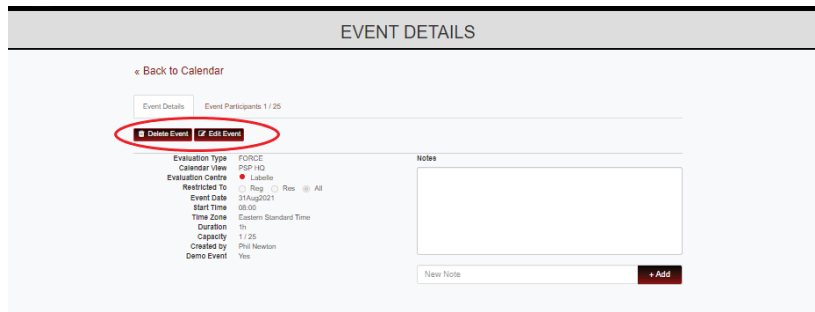 EVENT DETAILS
« Back to Calendar
Event Details Event Participants 1 / 25
Delete Event Edit Event
Evaluation Type FORCE Notes
Calendar View PSP HQ
Evaluation Centre Labelle
Restricted To Reg Res All
Event Date 31Aug2021
Start Time 08:00
Time Zone Eastern Standard Time
Duration 1h
Capacity 1 / 25
Created by Phil Newton
Demo Event Yes
New Note + Add